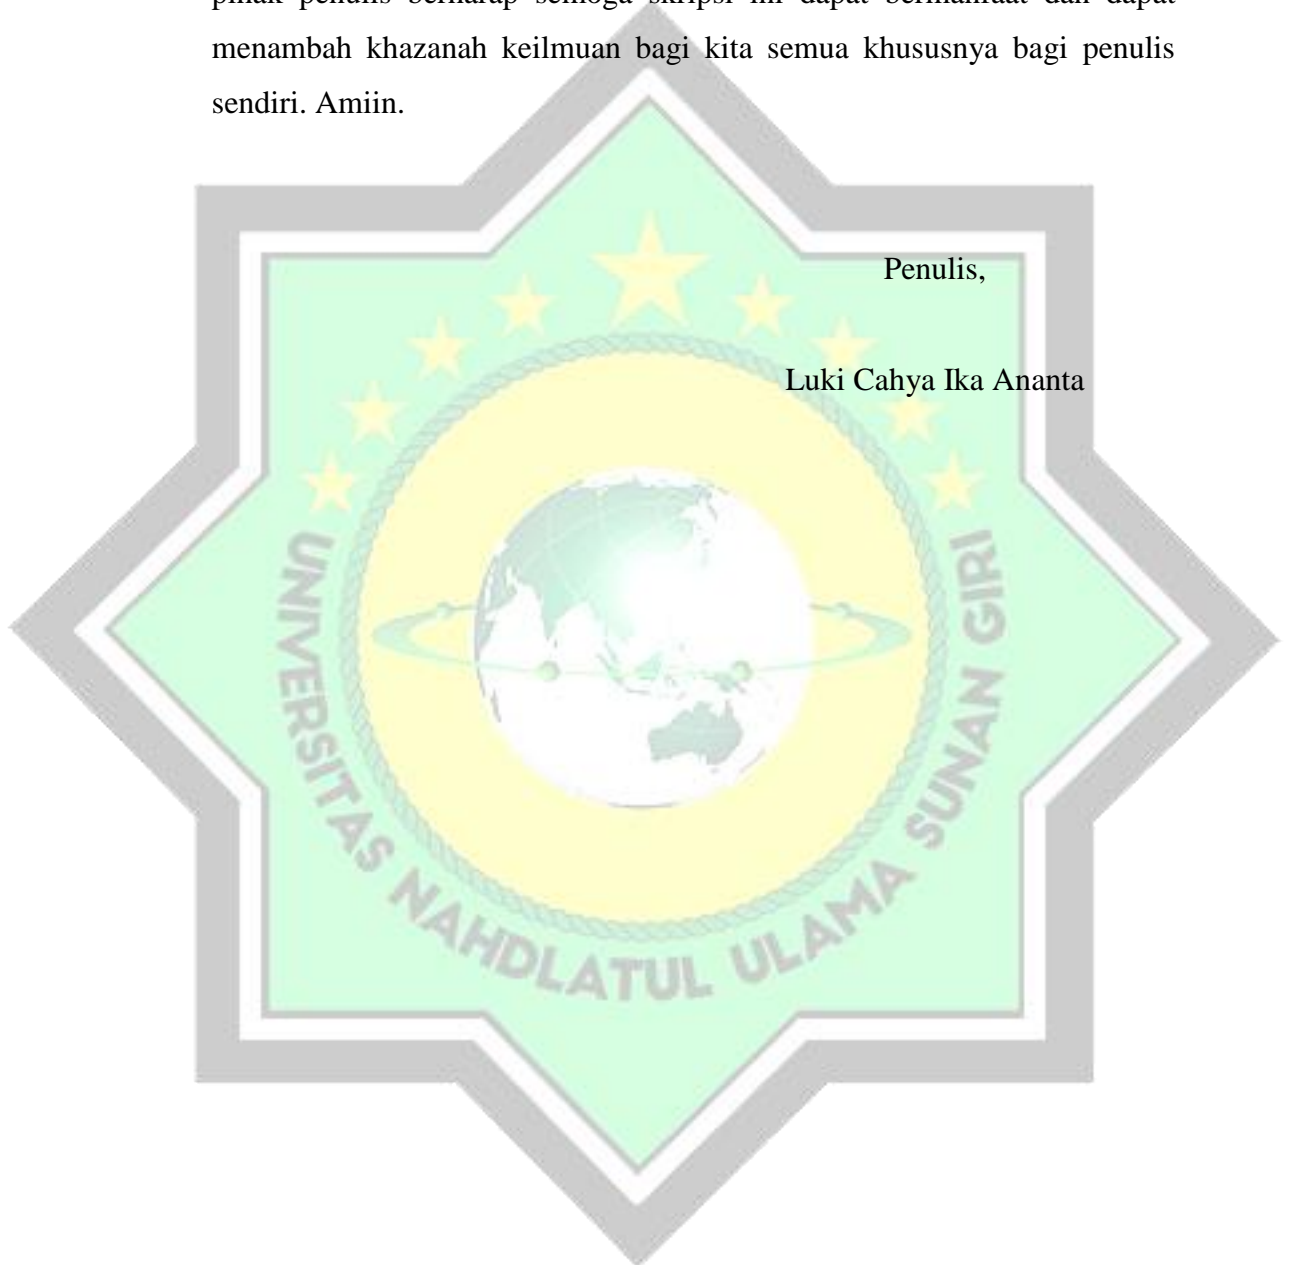 pihak penulis berharap semoga skripsi ini dapat bermanfaat dan dapat
menambah khazanah keilmuan bagi kita semua khususnya bagi penulis
sendiri. Amiin.
Penulis,
Luki Cahya Ika Ananta
UNIVERSITAS NAHDLATUL ULAMA SUNAN GIRI